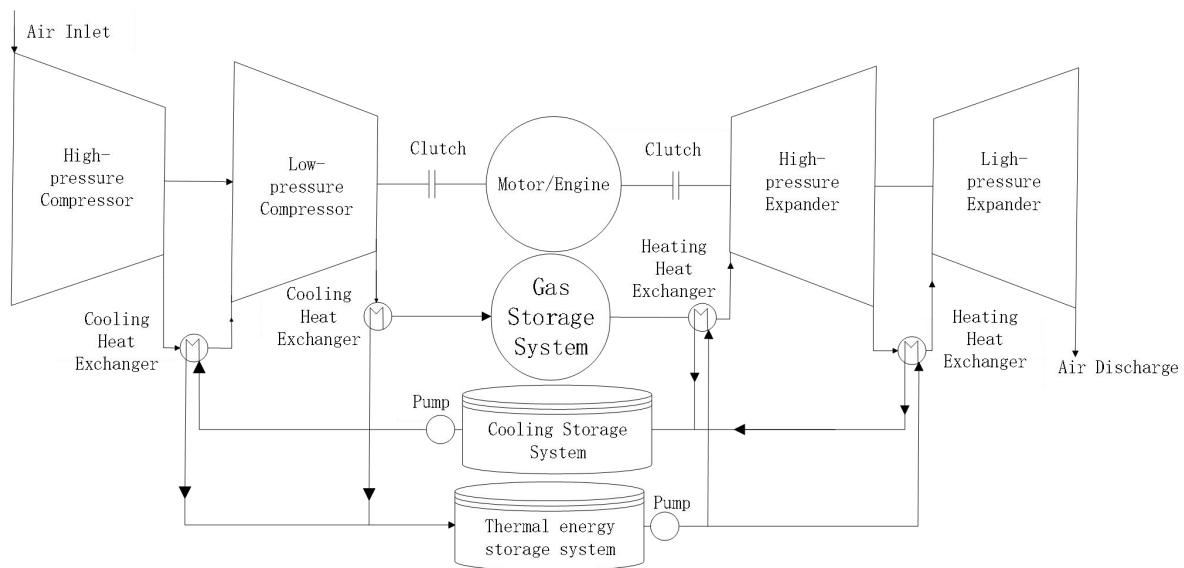 Air Inlet
High-
pressure
Compressor
Low-
pressure
Compressor
Clutch
Motor/Engine
Clutch
High-
pressure
Expander
Ligh-
pressure
Expander
Cooling
Heat
Exchanger
Cooling
Heat
Exchanger
Gas
Storage
System
Heating
Heat
Exchanger
Heating
Heat
Exchanger
Air Discharge
Pump
Cooling Storage
System
Thermal energy
storage system
Pump